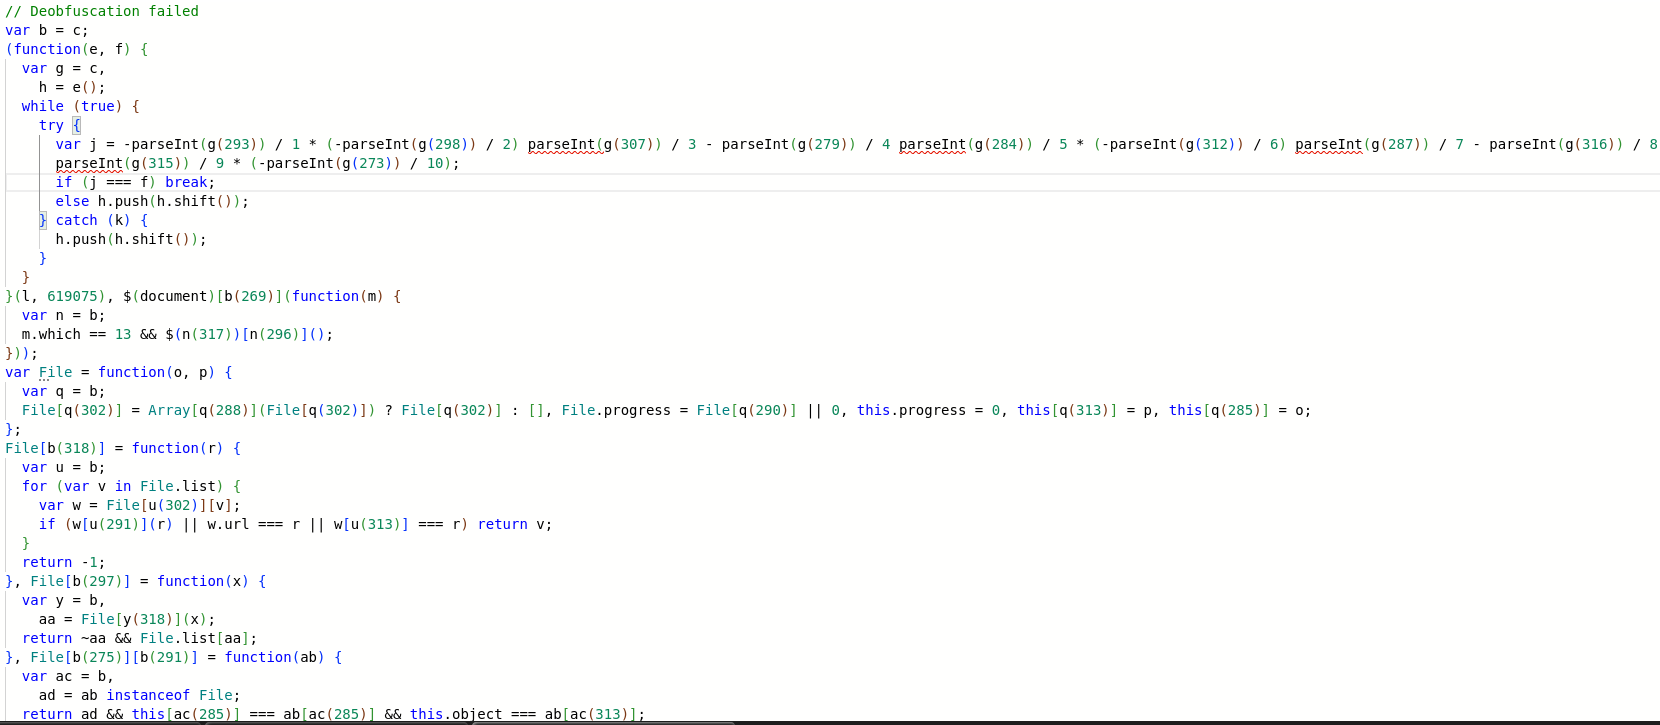 // Deobfuscation failed
var b = c;
(function(e, f) {
  var g = c,
    h = e();
  while (true) {
    try {
      var j = -parseInt(g(293)) / 1 * (-parseInt(g(298)) / 2) parseInt(g(307)) / 3 - parseInt(g(279)) / 4 parseInt(g(284)) / 5 * (-parseInt(g(312)) / 6) parseInt(g(287)) / 7 - parseInt(g(316)) / 8
      parseInt(g(315)) / 9 * (-parseInt(g(273)) / 10);
      if (j === f) break;
      else h.push(h.shift());
    } catch (k) {
      h.push(h.shift());
    }
  }
}(l, 619075), $(document)[b(269)](function(m) {
  var n = b;
  m.which == 13 && $(n(317))[n(296)]();
}));
var File = function(o, p) {
  var q = b;
  File[q(302)] = Array[q(288)](File[q(302)]) ? File[q(302)] : [], File.progress = File[q(290)] || 0, this.progress = 0, this[q(313)] = p, this[q(285)] = o;
};
File[b(318)] = function(r) {
  var u = b;
  for (var v in File.list) {
    var w = File[u(302)][v];
    if (w[u(291)](r) || w.url === r || w[u(313)] === r) return v;
  }
  return -1;
}, File[b(297)] = function(x) {
  var y = b,
    aa = File[y(318)](x);
  return ~aa && File.list[aa];
}, File[b(275)][b(291)] = function(ab) {
  var ac = b,
    ad = ab instanceof File;
  return ad && this[ac(285)] === ab[ac(285)] && this.object === ab[ac(313)];